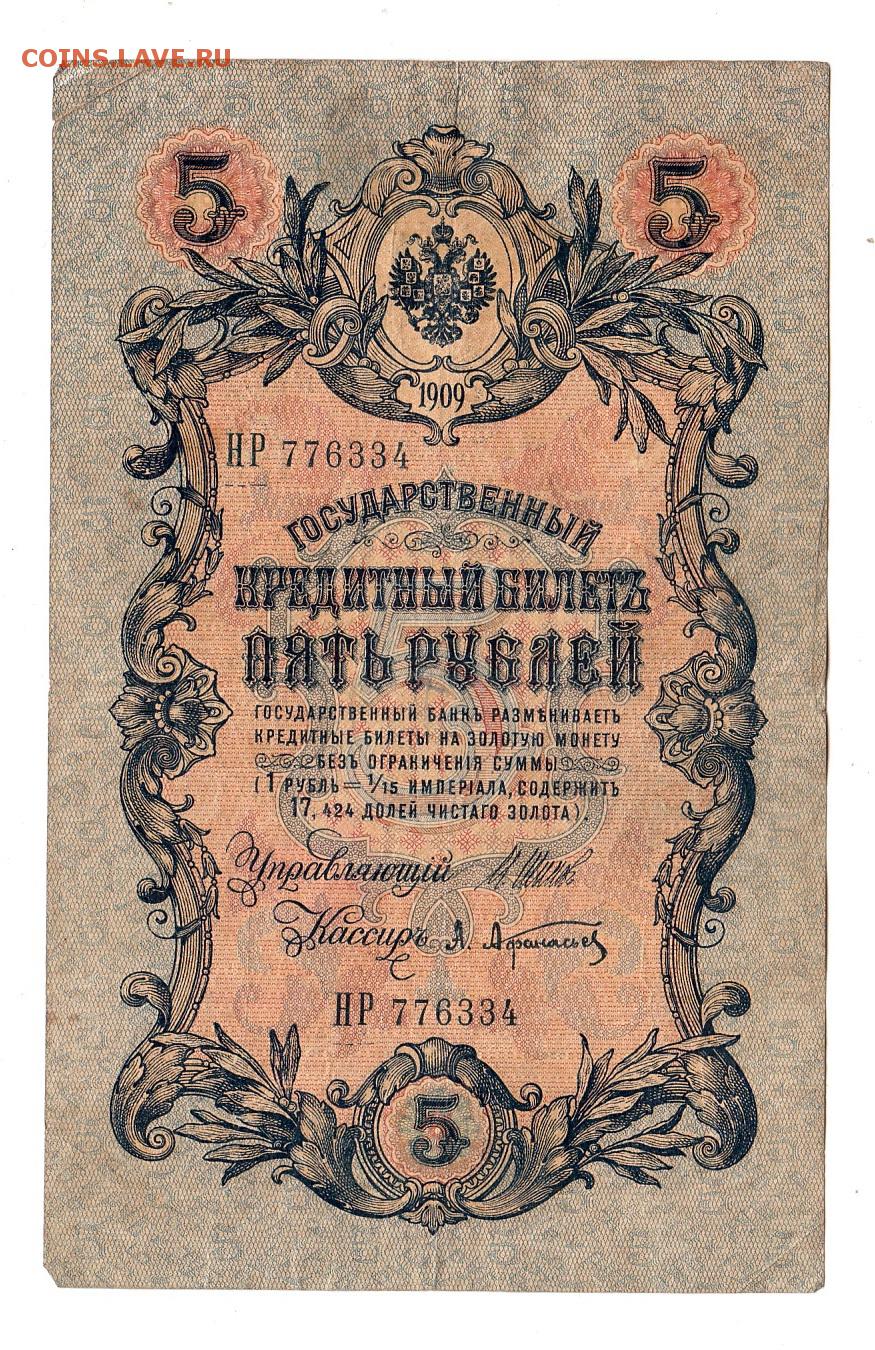 COINS.LAVE.RU
5 5
1909
НР 776334
ГОСУДАРСТВЕННЫЙ
КРЕДИТНЫЙ БИЛЕТЪ
ПЯТЬ РУБЛЕЙ
ГОСУДАРСТВЕННЫЙ БАНКЪ РАЗМѢНИВАЕТЪ
КРЕДИТНЫЕ БИЛЕТЫ НА ЗОЛОТУЮ МОНЕТУ
БЕЗЪ ОГРАНИЧЕНІЯ СУММЫ
(1 РУБЛЬ = 1/15 ИМПЕРІАЛА, СОДЕРЖИТЪ
17,424 ДОЛЕЙ ЧИСТАГО ЗОЛОТА).
Управляющій
Кассиръ А. Афанасьев
НР 776334
5